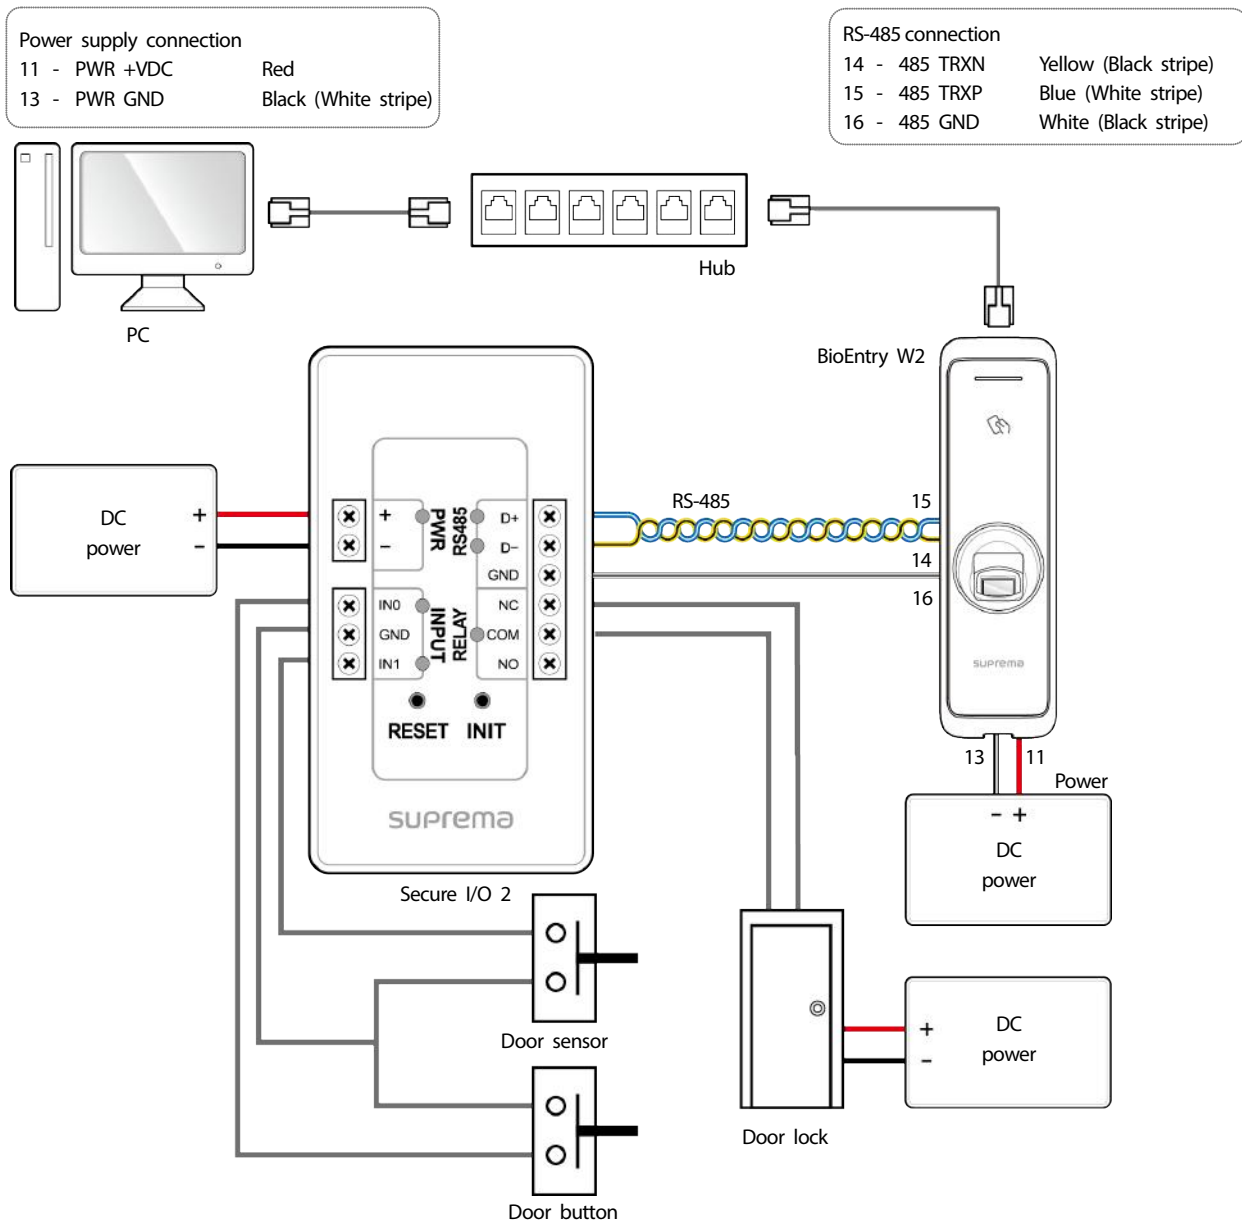 Power supply connection
11 - PWR +VDC Red
13 - PWR GND Black (White stripe)
RS-485 connection
14 - 485 TRXN Yellow (Black stripe)
15 - 485 TRXP Blue (White stripe)
16 - 485 GND White (Black stripe)
Hub
PC
BioEntry W2
DC
power
+
-
+
-
PWR
RS485
D+
D-
GND
RS-485
15
14
16
IN0
GND
IN1
INPUT
RELAY
NC
COM
NO
RESET INIT
suprema
suprema
Secure I/O 2
13
11
Power
- +
DC
power
Door sensor
DC
power
+
-
Door lock
Door button